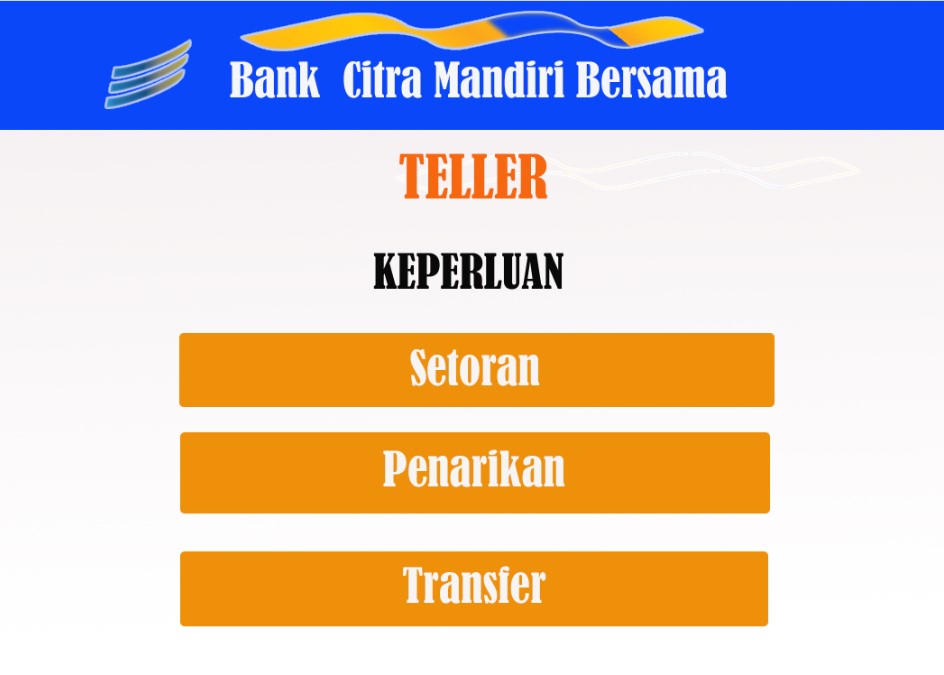 Bank Citra Mandiri Bersama
TELLER
KEPERLUAN
Setoran
Penarikan
Transfer